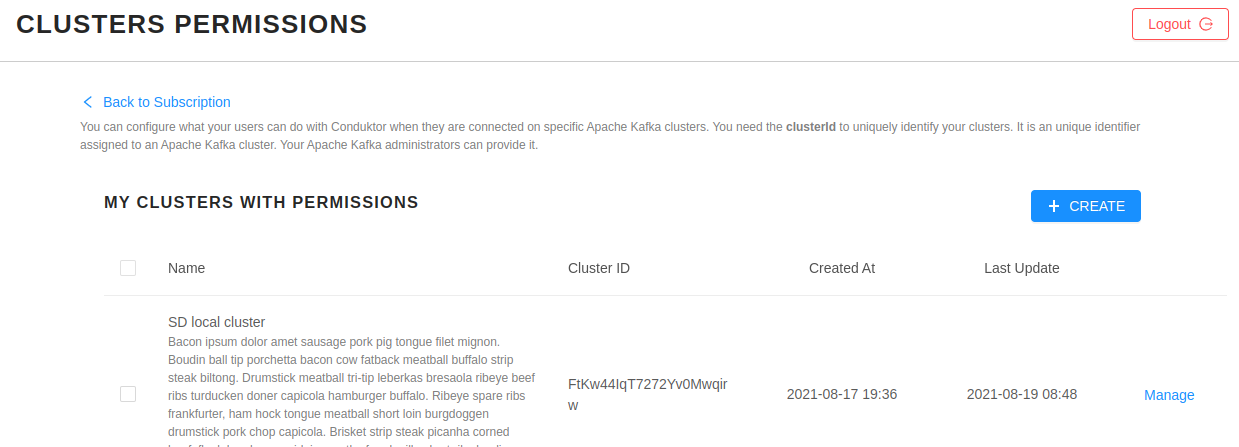 CLUSTERS PERMISSIONS
Logout
Back to Subscription
You can configure what your users can do with Conduktor when they are connected on specific Apache Kafka clusters. You need the clusterId to uniquely identify your clusters. It is an unique identifier
assigned to an Apache Kafka cluster. Your Apache Kafka administrators can provide it.
MY CLUSTERS WITH PERMISSIONS
+ CREATE
Name Cluster ID Created At Last Update
SD local cluster
Bacon ipsum dolor amet sausage pork pig tongue filet mignon.
Boudin ball tip porchetta bacon cow fatback meatball buffalo strip
steak biltong. Drumstick meatball tri-tip leberkas bresaola ribeye beef
ribs turducken doner capicola hamburger buffalo. Ribeye spare ribs
frankfurter, ham hock tongue meatball short loin burgdoggen
drumstick pork chop capicola. Brisket strip steak picanha corned
FtKw44IqT7272Yv0Mwqir
w
2021-08-17 19:36
2021-08-19 08:48
Manage